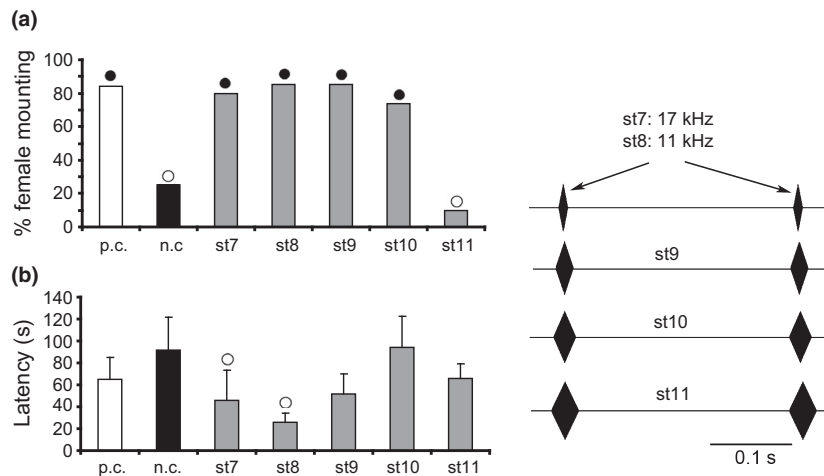 (a)
% female mounting
100
80
60
40
20
0
p.c. n.c st7 st8 st9 st10 st11
(b)
Latency (s)
140
120
100
80
60
40
20
0
p.c. n.c. st7 st8 st9 st10 st11
st7: 17 kHz
st8: 11 kHz
st9
st10
st11
0.1 s